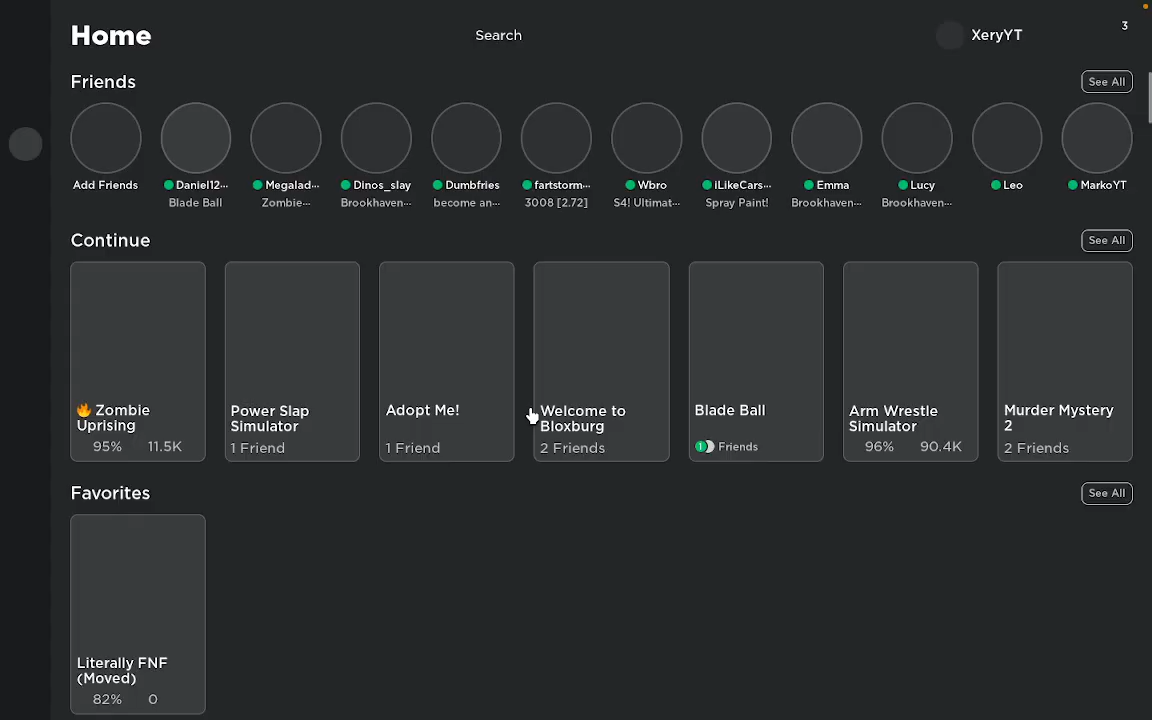 Home
Search
XeryYT
3
Friends
See All
Add Friends
Daniel12...
Megalad...
Dinos_slay
Dumbfries
fartstorm...
Wbro
iLikeCars...
Emma
Lucy
Leo
MarkoYT
Blade Ball
Zombie...
Brookhaven...
become an...
3008 [2.72]
S4! Ultimat...
Spray Paint!
Brookhaven...
Brookhaven...
Continue
See All
🔥 Zombie
Uprising
95% 11.5K
Power Slap
Simulator
1 Friend
Adopt Me!
1 Friend
Welcome to
Bloxburg
2 Friends
Blade Ball
1 Friends
Arm Wrestle
Simulator
96% 90.4K
Murder Mystery
2
2 Friends
Favorites
See All
Literally FNF
(Moved)
82% 0